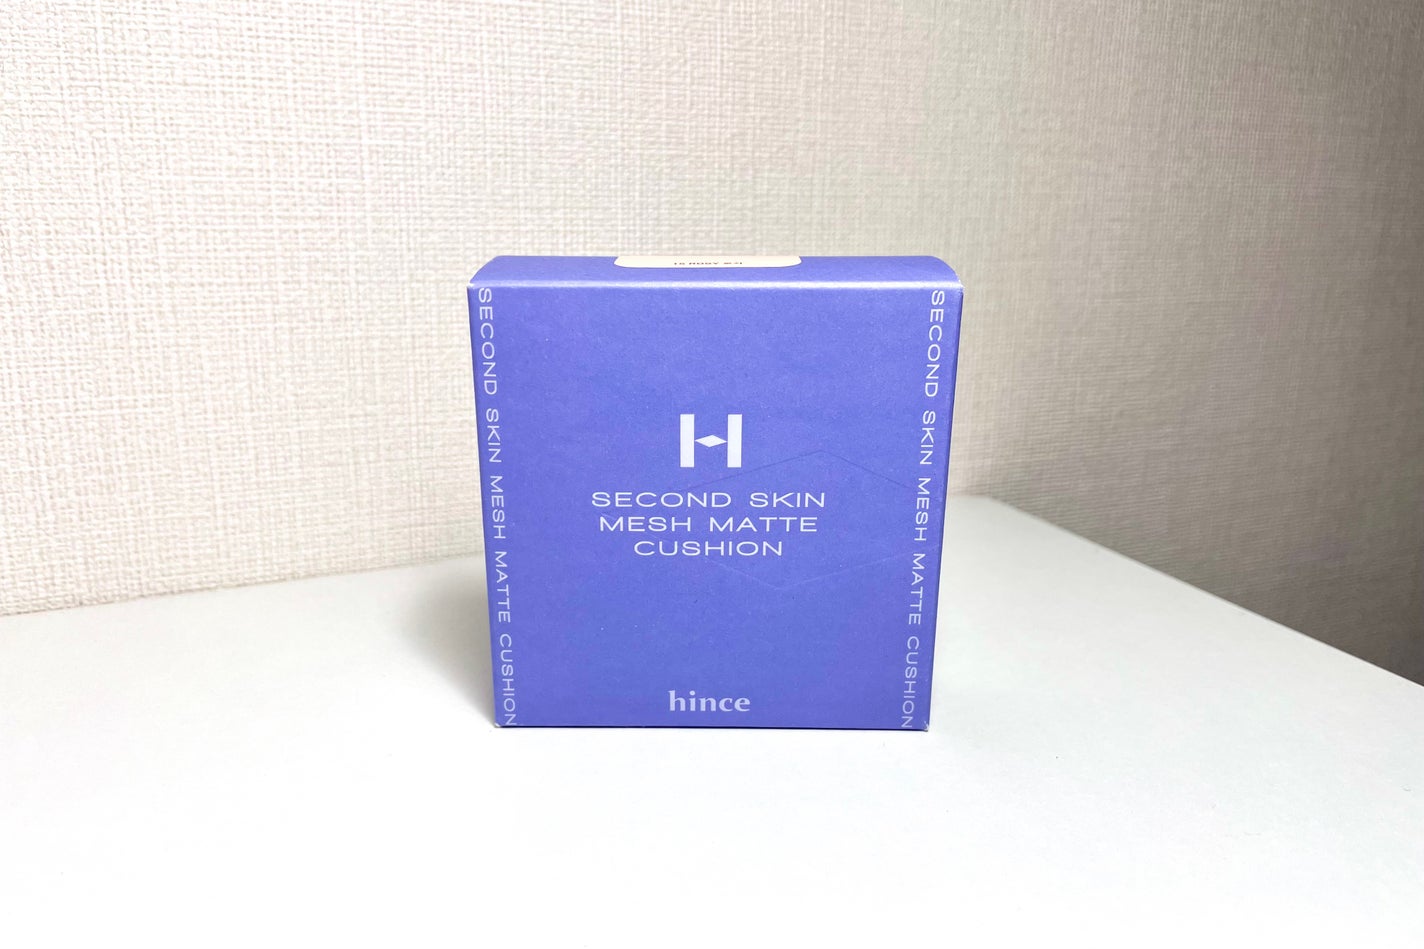 SECOND SKIN MESH MATTE CUSHION
H
SECOND SKIN
MESH MATTE
CUSHION
hince
SECOND SKIN MESH MATTE CUSHION